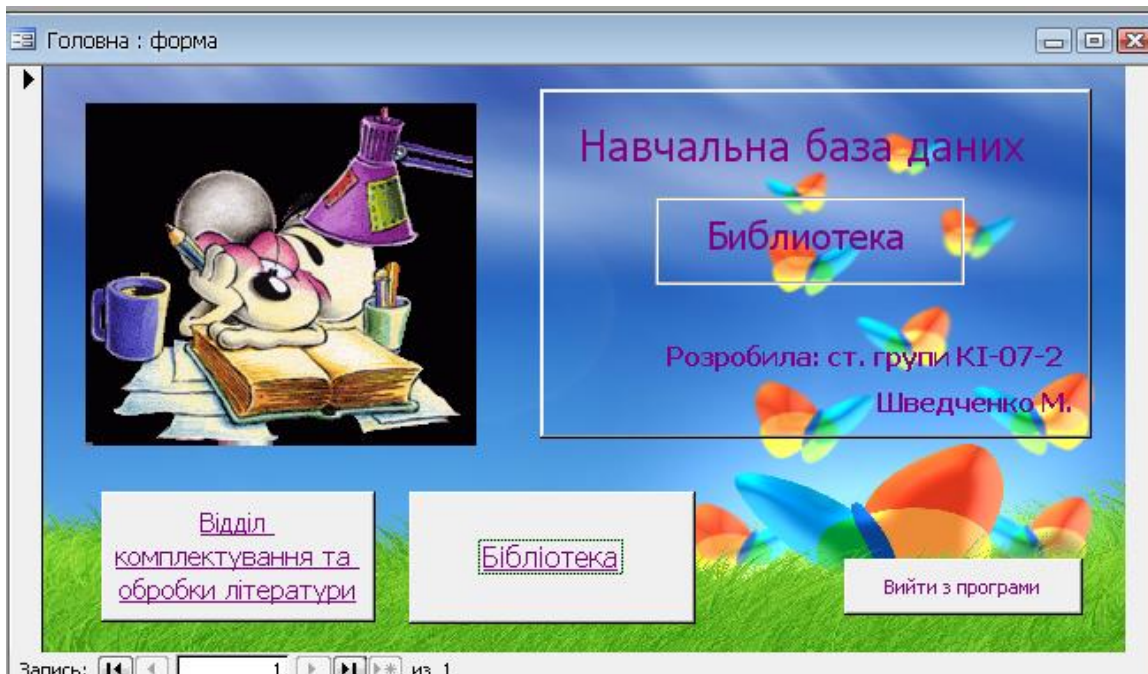 Головна : форма
Навчальна база даних
Библиотека
Розробила: ст. групи КІ-07-2
Шведченко М.
Відділ
комплектування та
обробки літератури
Бібліотека
Вийти з програми
Запись: 1 из 1